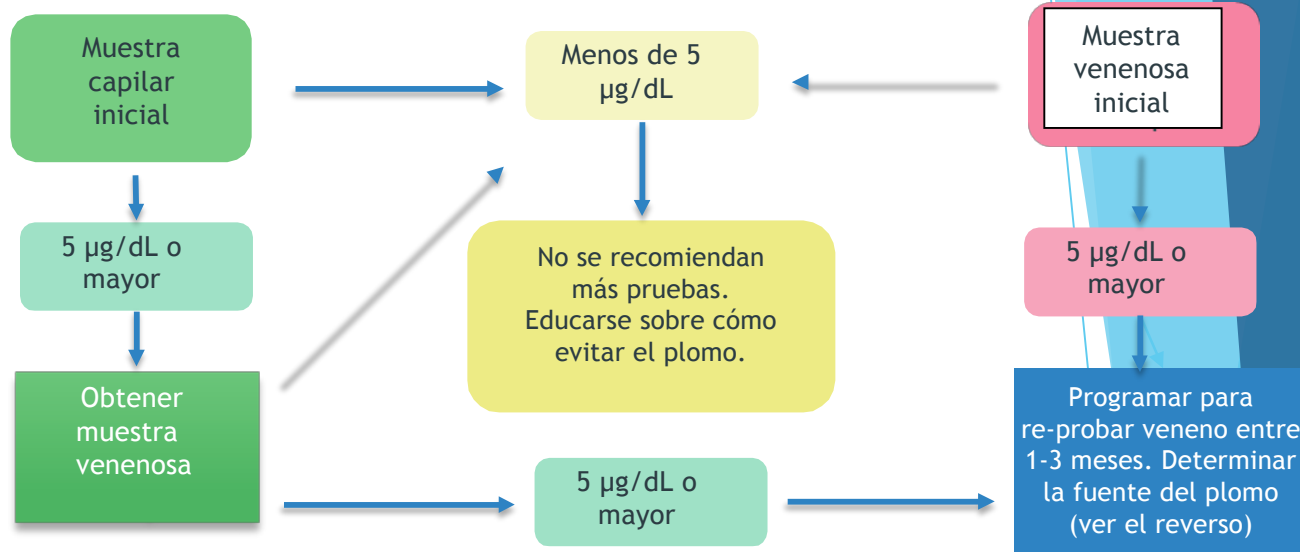 Muestra
capilar
inicial
Menos de 5
µg/dL
Muestra
venenosa
inicial
5 µg/dL o
mayor
No se recomiendan
más pruebas.
Educarse sobre cómo
evitar el plomo.
5 µg/dL o
mayor
Obtener
muestra
venenosa
5 µg/dL o
mayor
Programar para
re-probar veneno entre
1-3 meses. Determinar
la fuente del plomo
(ver el reverso)